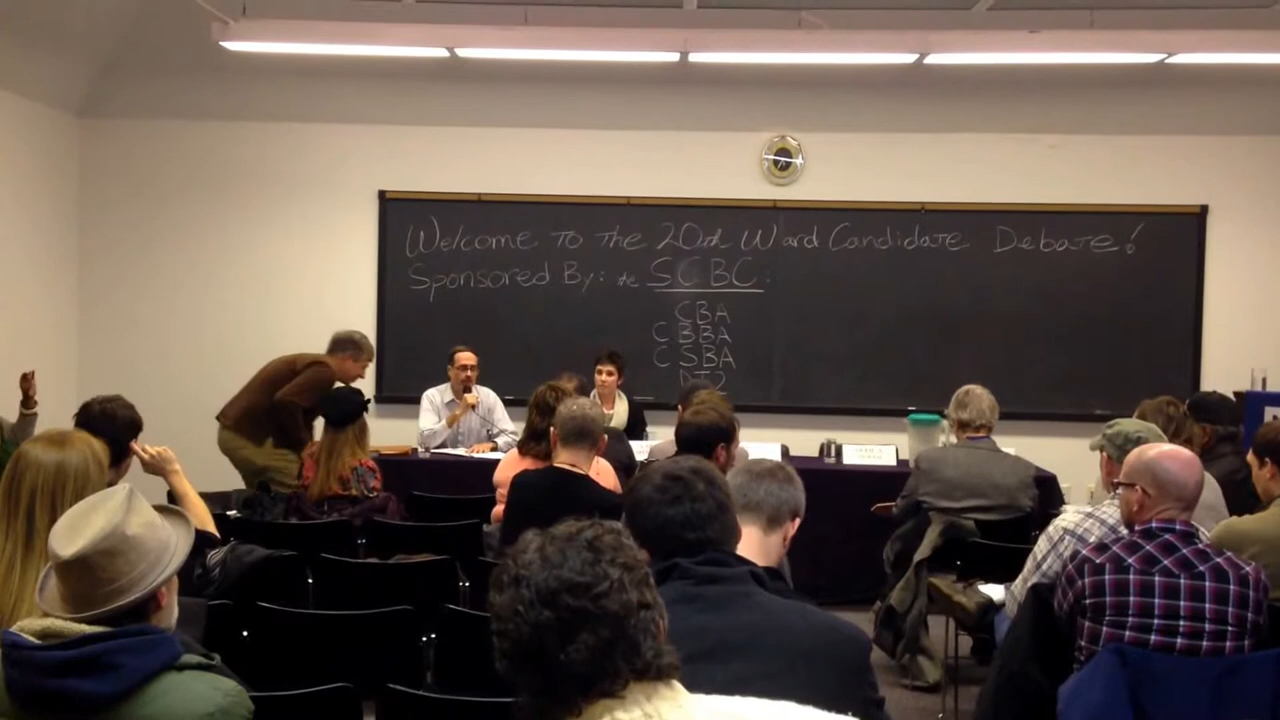 Welcome To The 20th Ward Candidate Debate!
Sponsored By: the SCBC:
CBA
CBBA
CSBA